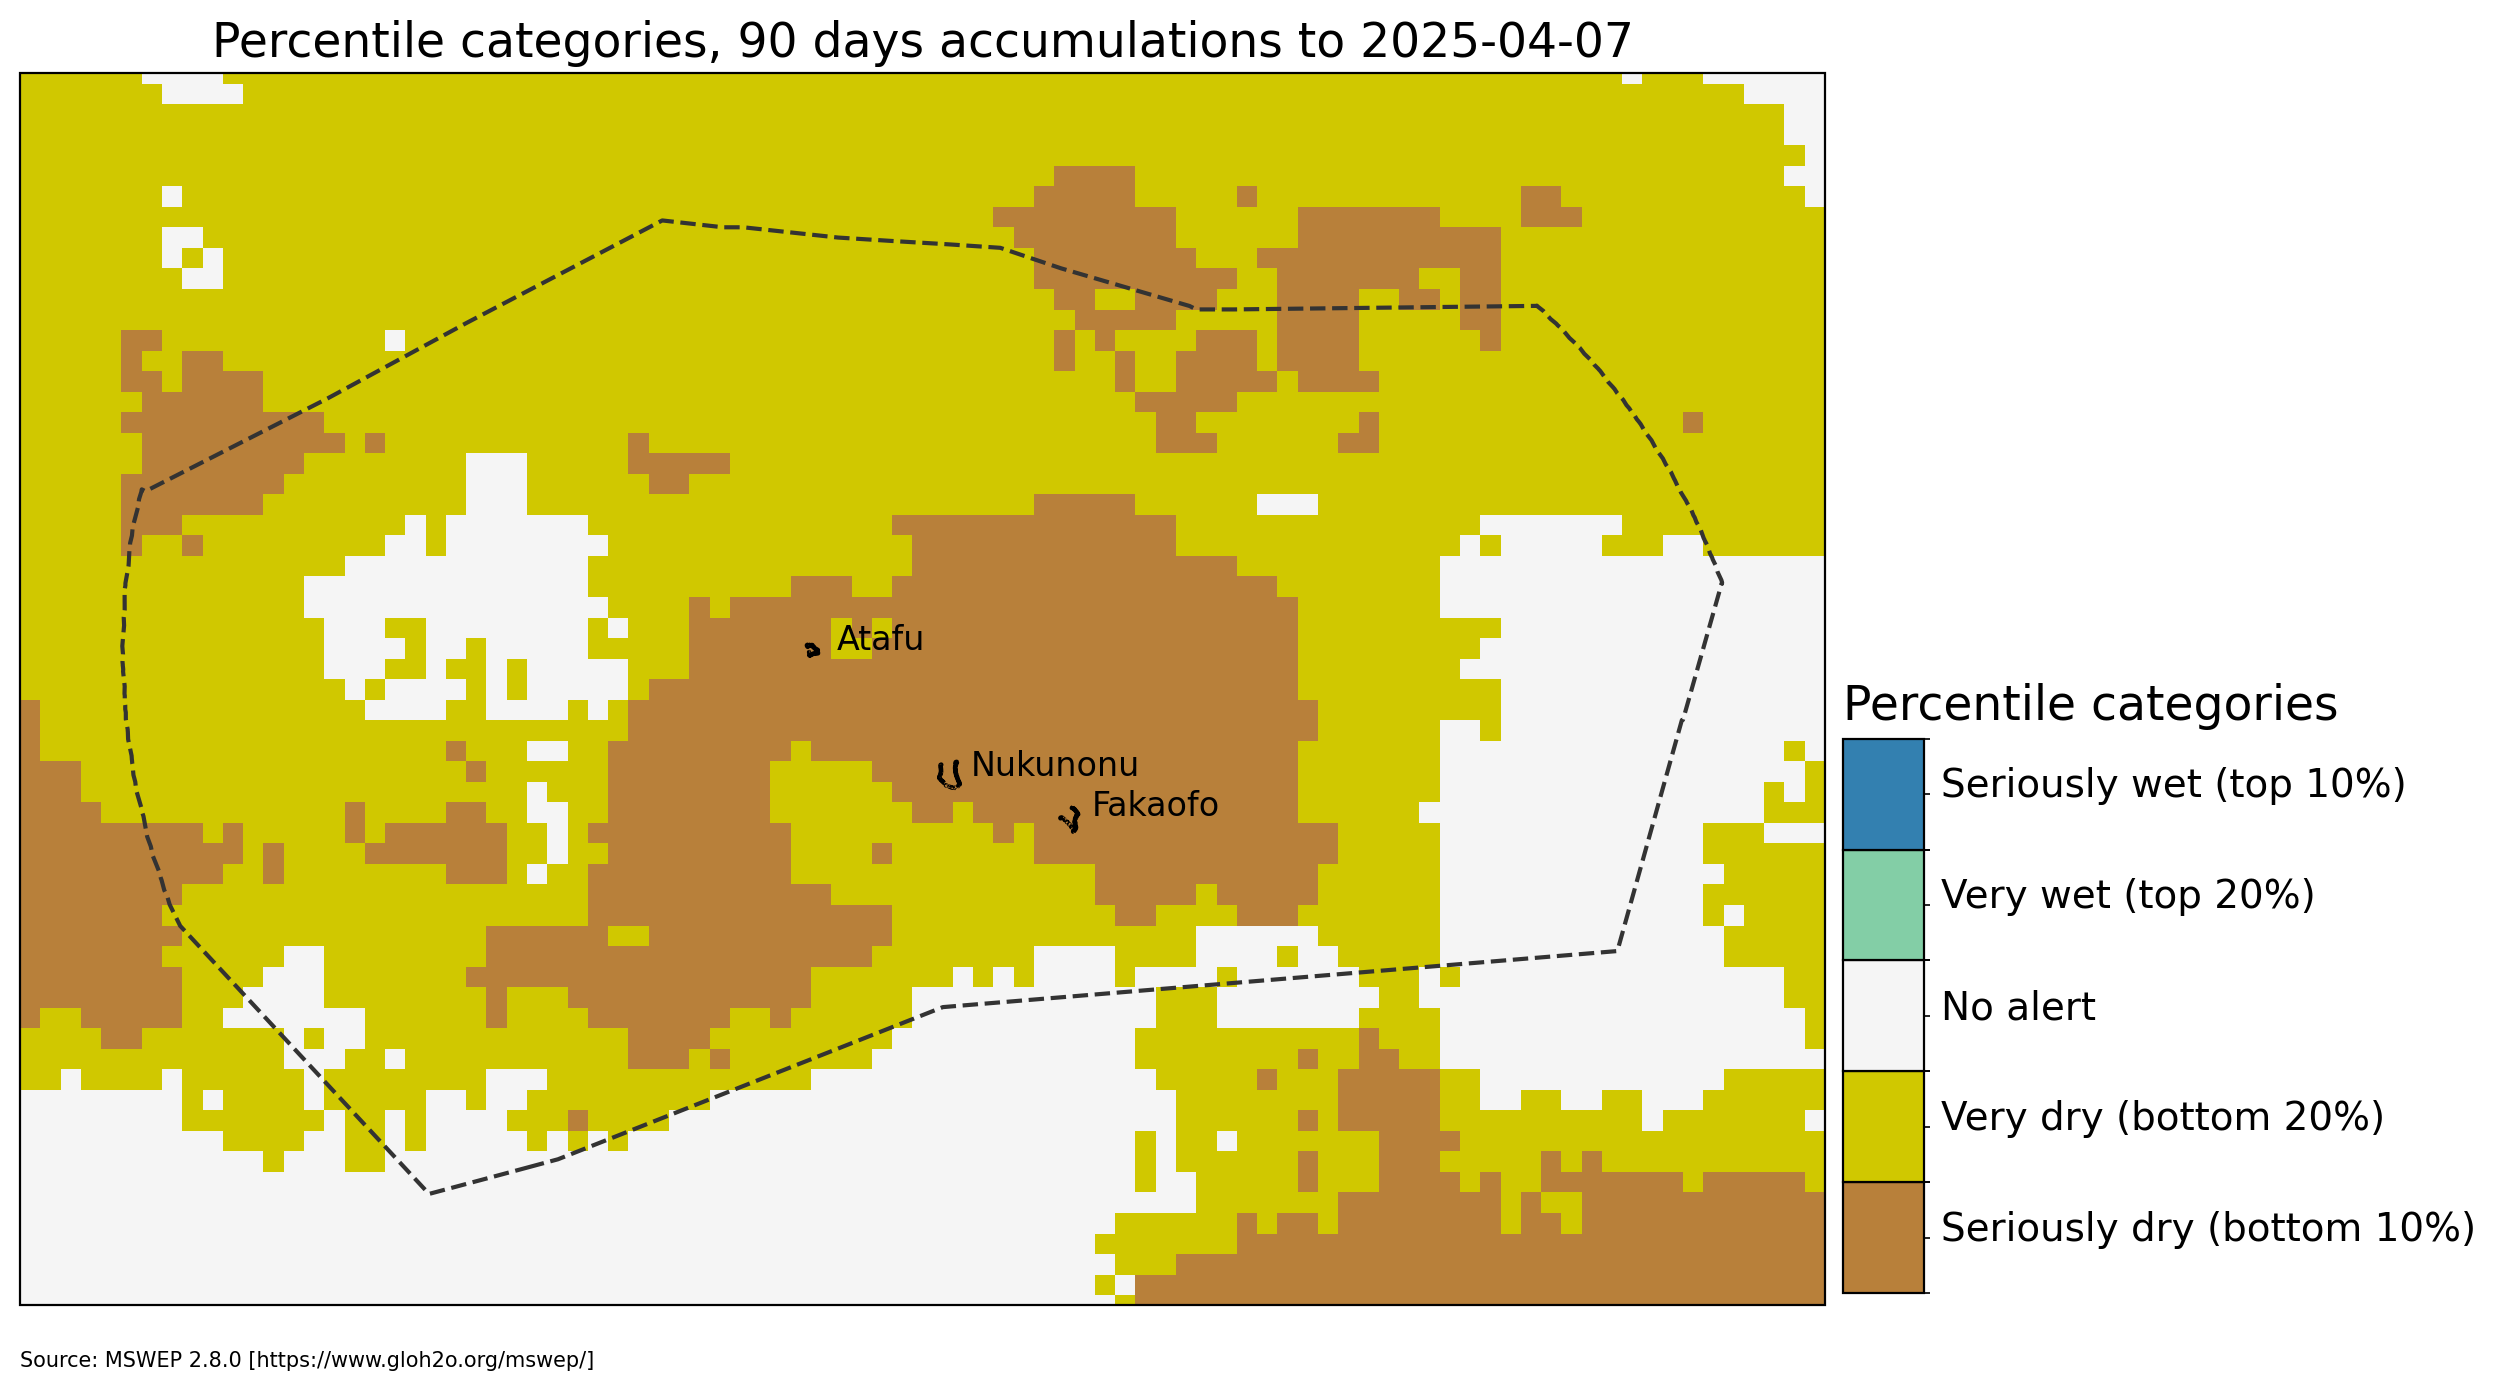 Percentile categories, 90 days accumulations to 2025-04-07
Atafu
Nukunonu
Fakaofo
Percentile categories
Seriously wet (top 10%)
Very wet (top 20%)
No alert
Very dry (bottom 20%)
Seriously dry (bottom 10%)
Source: MSWEP 2.8.0 [https://www.gloh2o.org/mswep/]